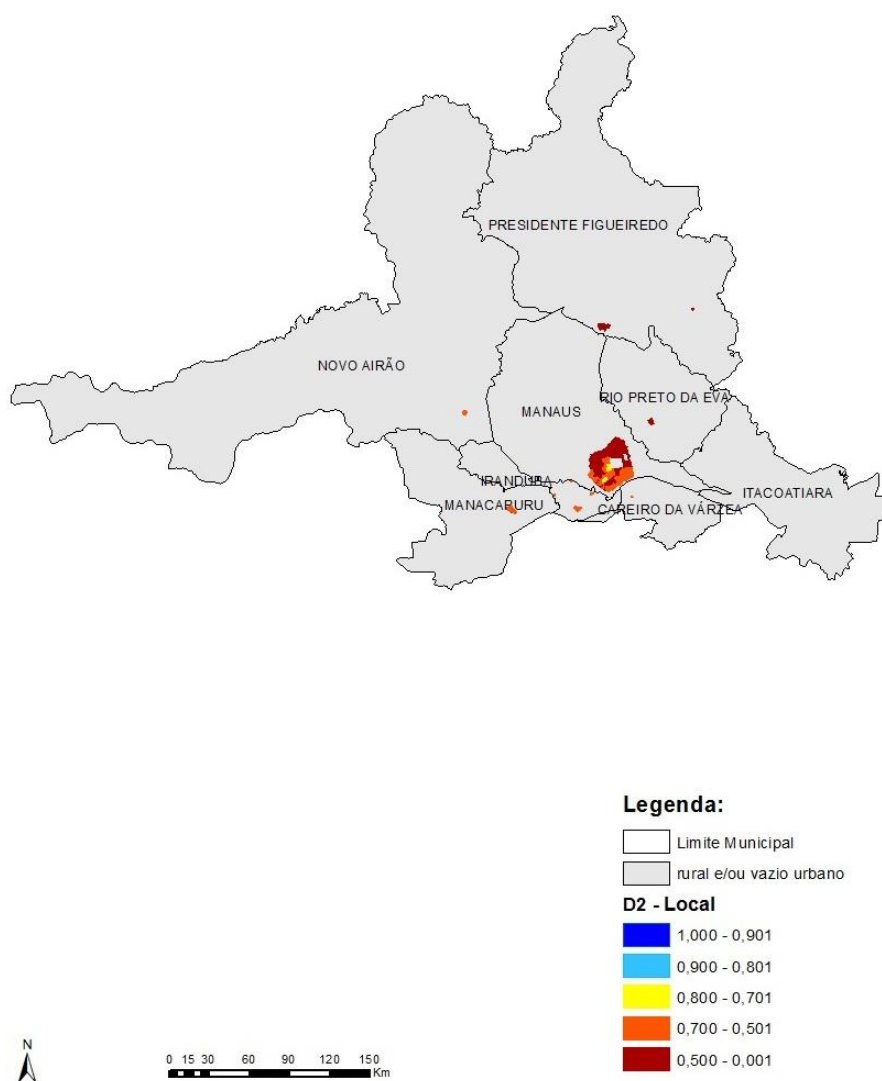 PRESIDENTE FIGUEIREDO
NOVO AIRÃO
MANAUS
RIO PRETO DA EVA
IRANDUBA
MANACAPURU
CAREIRO DA VÁRZEA
ITACOATIARA
Legenda:
Limite Municipal
rural e/ou vazio urbano
D2 - Local
1,000 - 0,901
0,900 - 0,801
0,800 - 0,701
0,700 - 0,501
0,500 - 0,001
N
0 15 30 60 90 120 150
Km